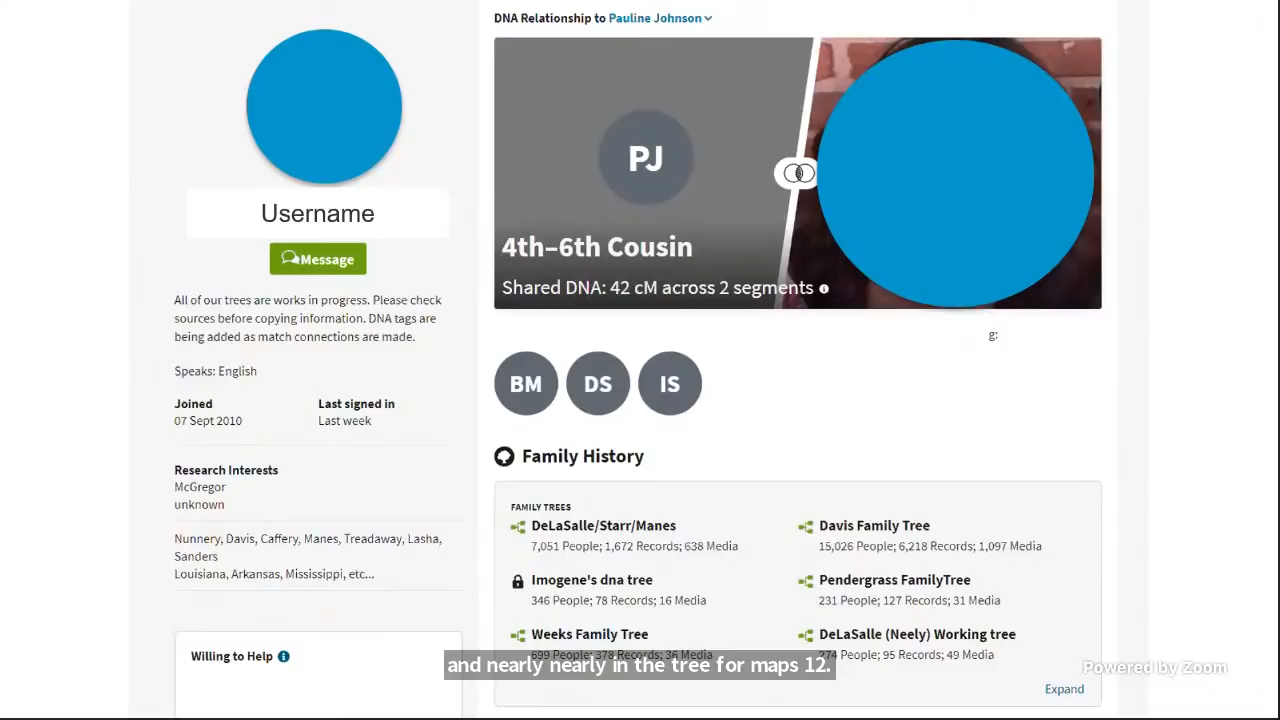 DNA Relationship to Pauline Johnson
PJ
4th–6th Cousin
Shared DNA: 42 cM across 2 segments
Username
Message
All of our trees are works in progress. Please check
sources before copying information. DNA tags are
being added as match connections are made.
Speaks: English
Joined
Last signed in
07 Sept 2010
Last week
Research Interests
McGregor
unknown
Nunnery, Davis, Caffery, Manes, Treadaway, Lasha,
Sanders
Louisiana, Arkansas, Mississippi, etc...
Willing to Help
g:
BM
DS
IS
Family History
FAMILY TREES
DeLaSalle/Starr/Manes
7,051 People; 1,672 Records; 638 Media
Davis Family Tree
15,026 People; 6,218 Records; 1,097 Media
Imogene's dna tree
346 People; 78 Records; 16 Media
Pendergrass FamilyTree
231 People; 127 Records; 31 Media
Weeks Family Tree
699 People; 378 Records; 36 Media
DeLaSalle (Neely) Working tree
274 People; 95 Records; 49 Media
and nearly nearly in the tree for maps 12.
Expand
Powered by Zoom